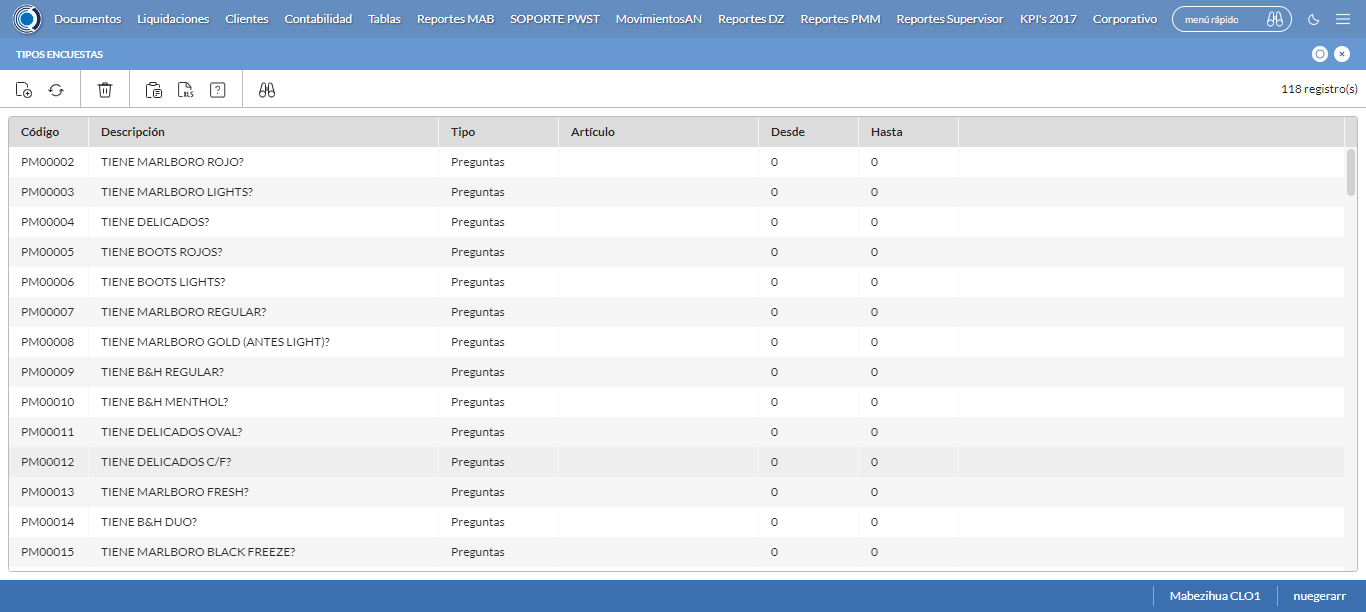 Documentos Liquidaciones Clientes Contabilidad Tablas Reportes MAB SOPORTE PWST MovimientosAN Reportes DZ Reportes PMM Reportes Supervisor KPI's 2017 Corporativo menú rápido
TIPOS ENCUESTAS
XLS ? 118 registro(s)
Código Descripción Tipo Artículo Desde Hasta
PM00002 TIENE MARLBORO ROJO? Preguntas 0 0
PM00003 TIENE MARLBORO LIGHTS? Preguntas 0 0
PM00004 TIENE DELICADOS? Preguntas 0 0
PM00005 TIENE BOOTS ROJOS? Preguntas 0 0
PM00006 TIENE BOOTS LIGHTS? Preguntas 0 0
PM00007 TIENE MARLBORO REGULAR? Preguntas 0 0
PM00008 TIENE MARLBORO GOLD (ANTES LIGHT)? Preguntas 0 0
PM00009 TIENE B&H REGULAR? Preguntas 0 0
PM00010 TIENE B&H MENTHOL? Preguntas 0 0
PM00011 TIENE DELICADOS OVAL? Preguntas 0 0
PM00012 TIENE DELICADOS C/F? Preguntas 0 0
PM00013 TIENE MARLBORO FRESH? Preguntas 0 0
PM00014 TIENE B&H DUO? Preguntas 0 0
PM00015 TIENE MARLBORO BLACK FREEZE? Preguntas 0 0
Mabezihua CLO1 nuegerarr